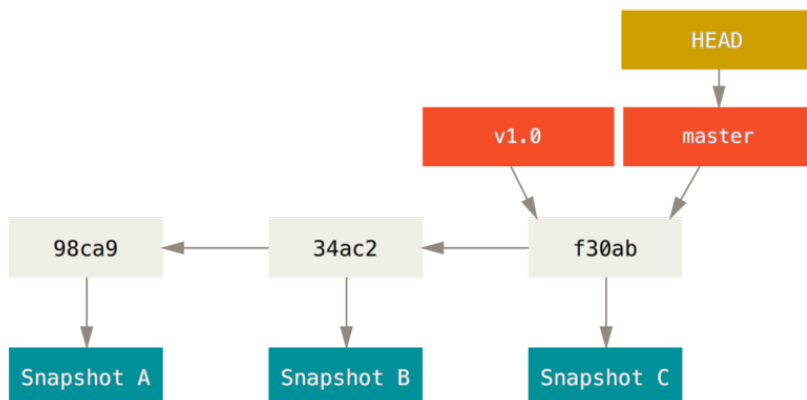 HEAD
v1.0
master
98ca9
34ac2
f30ab
Snapshot A
Snapshot B
Snapshot C